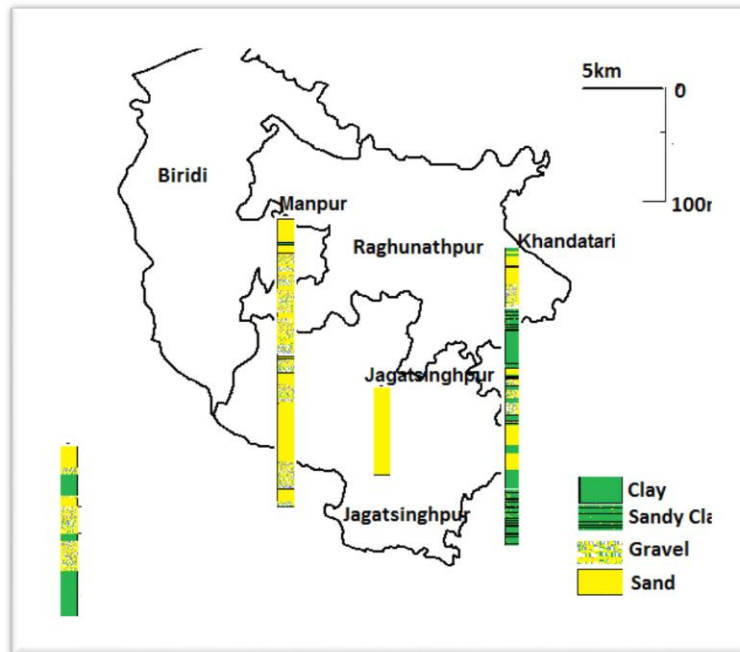 5km
0
100
Biridi
Manpur
Raghunathpur
Khandatari
Jagatsinghpur
Jagatsinghpur
Clay
Sandy Cla
Gravel
Sand